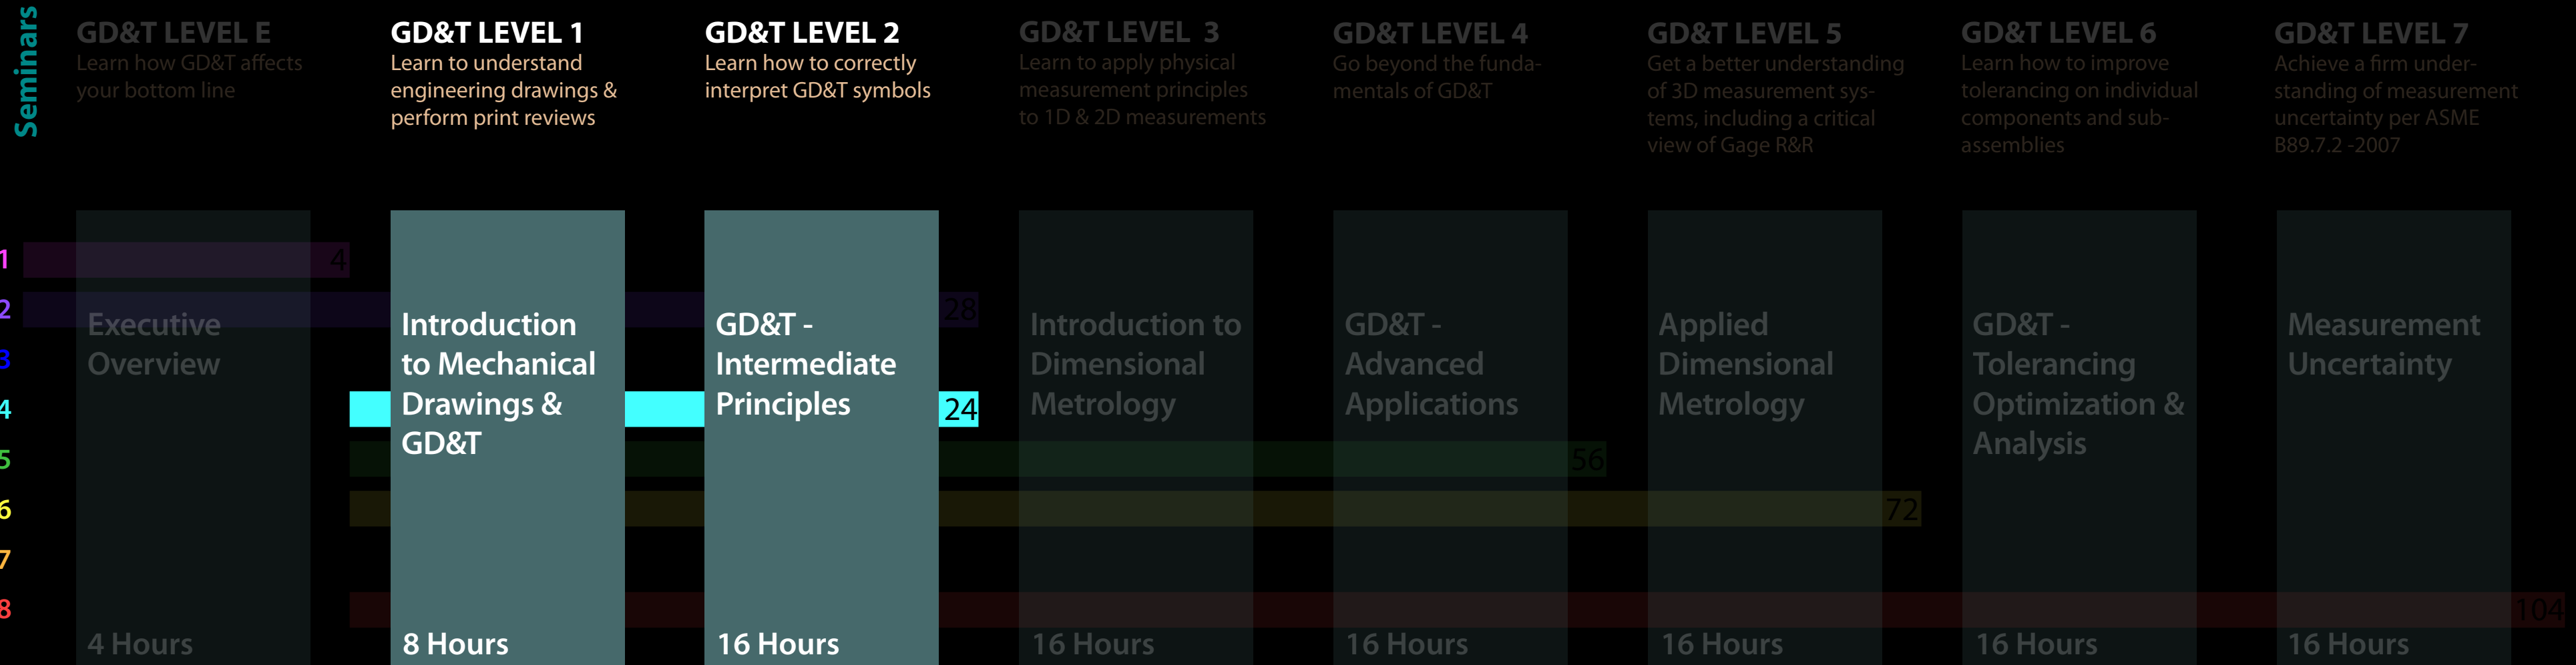 Seminars
GD&T LEVEL E
Learn how GD&T affects
your bottom line
GD&T LEVEL 1
Learn to understand
engineering drawings &
perform print reviews
GD&T LEVEL 2
Learn how to correctly
interpret GD&T symbols
GD&T LEVEL 3
Learn to apply physical
measurement principles
to 1D & 2D measurements
GD&T LEVEL 4
Go beyond the funda-
mentals of GD&T
GD&T LEVEL 5
Get a better understanding
of 3D measurement sys-
tems, including a critical
view of Gage R&R
GD&T LEVEL 6
Learn how to improve
tolerancing on individual
components and sub-
assemblies
GD&T LEVEL 7
Achieve a firm under-
standing of measurement
uncertainty per ASME
B89.7.2 -2007
1
2
3
4
5
6
7
8
4
28
24
56
72
104
Executive
Overview
4 Hours
Introduction
to Mechanical
Drawings &
GD&T
8 Hours
GD&T -
Intermediate
Principles
16 Hours
Introduction to
Dimensional
Metrology
16 Hours
GD&T -
Advanced
Applications
16 Hours
Applied
Dimensional
Metrology
16 Hours
GD&T -
Tolerancing
Optimization &
Analysis
16 Hours
Measurement
Uncertainty
16 Hours